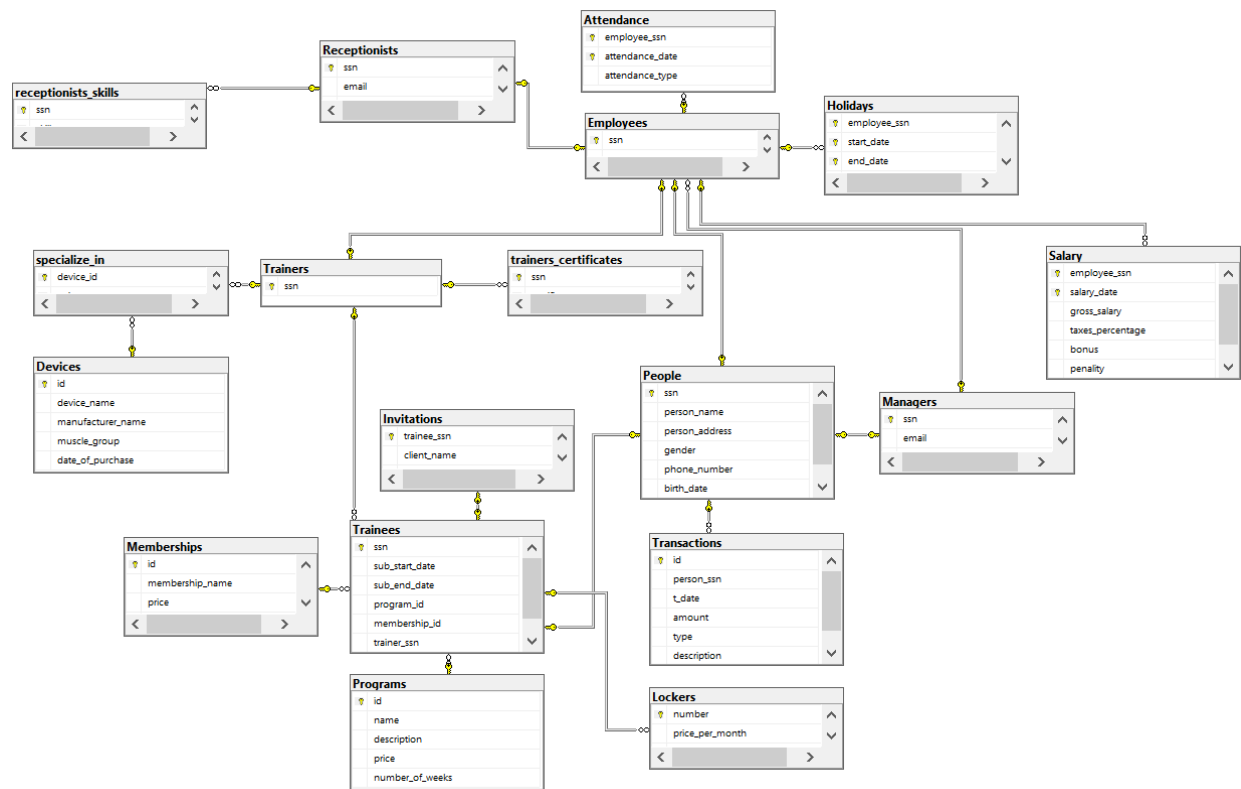 Attendance
employee_ssn
attendance_date
attendance_type
Receptionists
ssn
email
receptionists_skills
ssn
Employees
ssn
Holidays
employee_ssn
start_date
end_date
specialize_in
device_id
Trainers
ssn
trainers_certificates
ssn
Salary
employee_ssn
salary_date
gross_salary
taxes_percentage
bonus
penality
Devices
id
device_name
manufacturer_name
muscle_group
date_of_purchase
People
ssn
person_name
person_address
gender
phone_number
birth_date
Managers
ssn
email
Invitations
trainee_ssn
client_name
Trainees
ssn
sub_start_date
sub_end_date
program_id
membership_id
trainer_ssn
Memberships
id
membership_name
price
Transactions
id
person_ssn
t_date
amount
type
description
Programs
id
name
description
price
number_of_weeks
Lockers
number
price_per_month